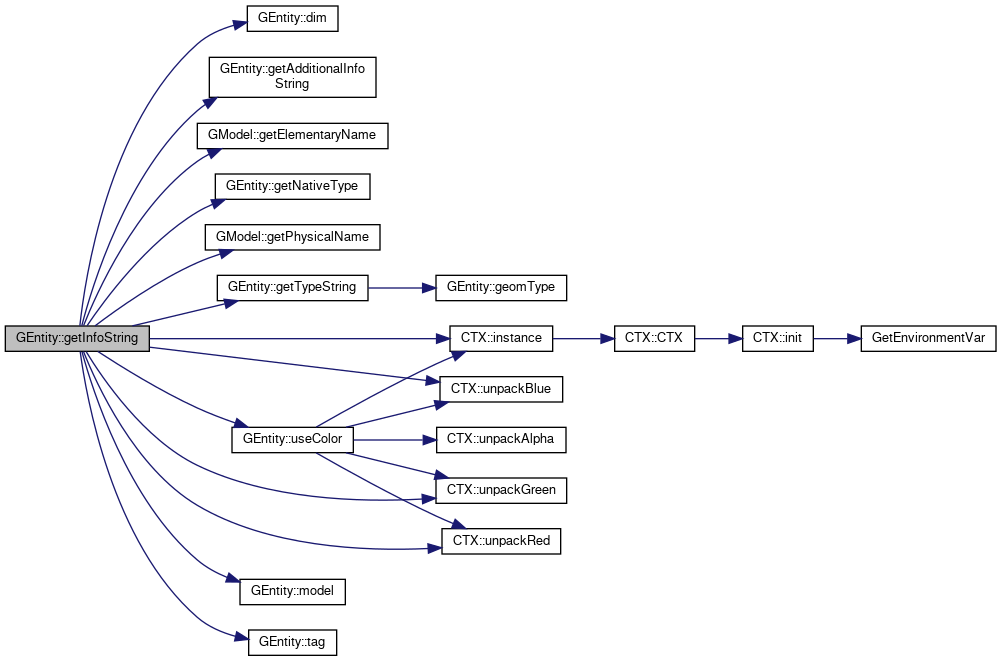 GEntity::dim
GEntity::getAdditionalInfo
String
GModel::getElementaryName
GEntity::getNativeType
GModel::getPhysicalName
GEntity::getTypeString
GEntity::geomType
GEntity::getInfoString
CTX::instance
CTX::CTX
CTX::init
GetEnvironmentVar
CTX::unpackBlue
GEntity::useColor
CTX::unpackAlpha
CTX::unpackGreen
CTX::unpackRed
GEntity::model
GEntity::tag